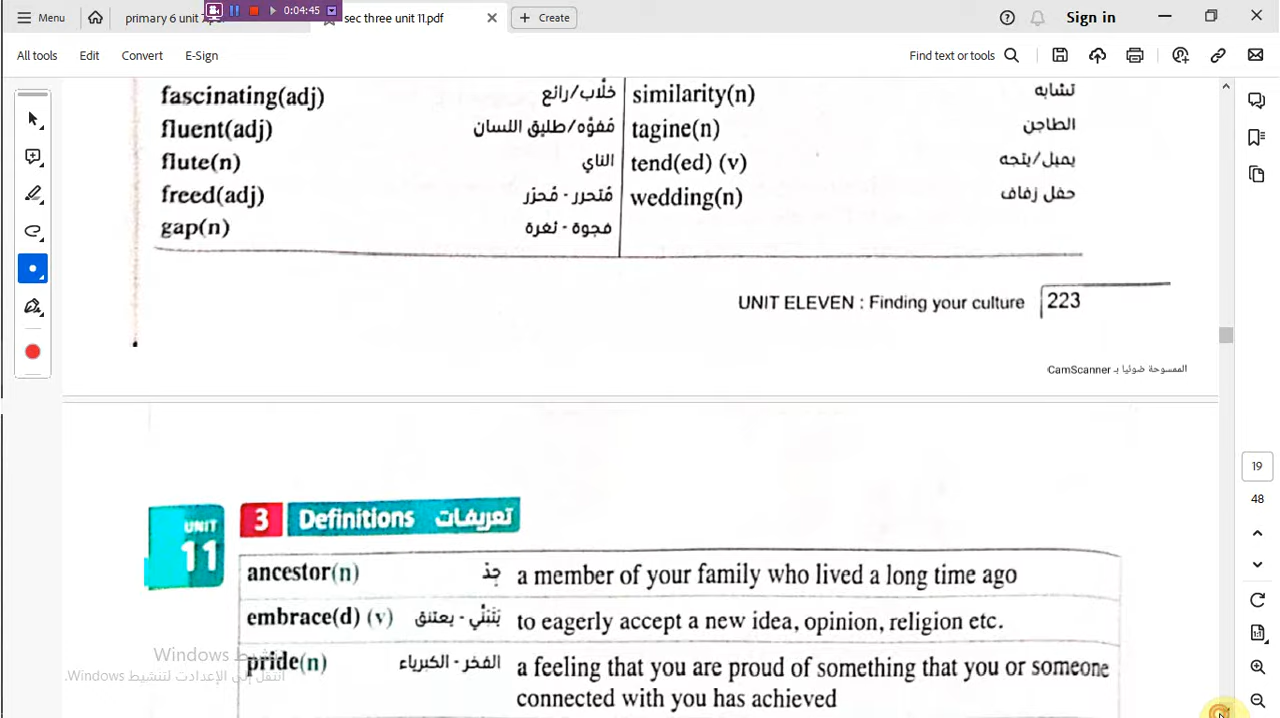 Menu
primary 6 unit
0:04:45
sec three unit 11.pdf
Create
Sign in
All tools
Edit
Convert
E-Sign
Find text or tools
fascinating(adj) خلّاب/رائع
similarity(n) تشابه
fluent(adj) مُفوَّه/طليق اللسان
tagine(n) الطاجن
flute(n) الناي
tend(ed) (v) يميل/يتجه
freed(adj) مُتحرر - مُحرَّر
wedding(n) حفل زفاف
gap(n) فجوة - ثغرة
UNIT ELEVEN : Finding your culture 223
الممسوحة ضوئيا بـ CamScanner
19
48
UNIT 11
3 Definitions تعريفات
ancestor(n) جَدّ a member of your family who lived a long time ago
embrace(d) (v) يَتَبَنَّى - يعتنق to eagerly accept a new idea, opinion, religion etc.
pride(n) الفخر - الكبرياء a feeling that you are proud of something that you or someone
connected with you has achieved
تنشيط Windows
انتقل إلى الإعدادات لتنشيط Windows.